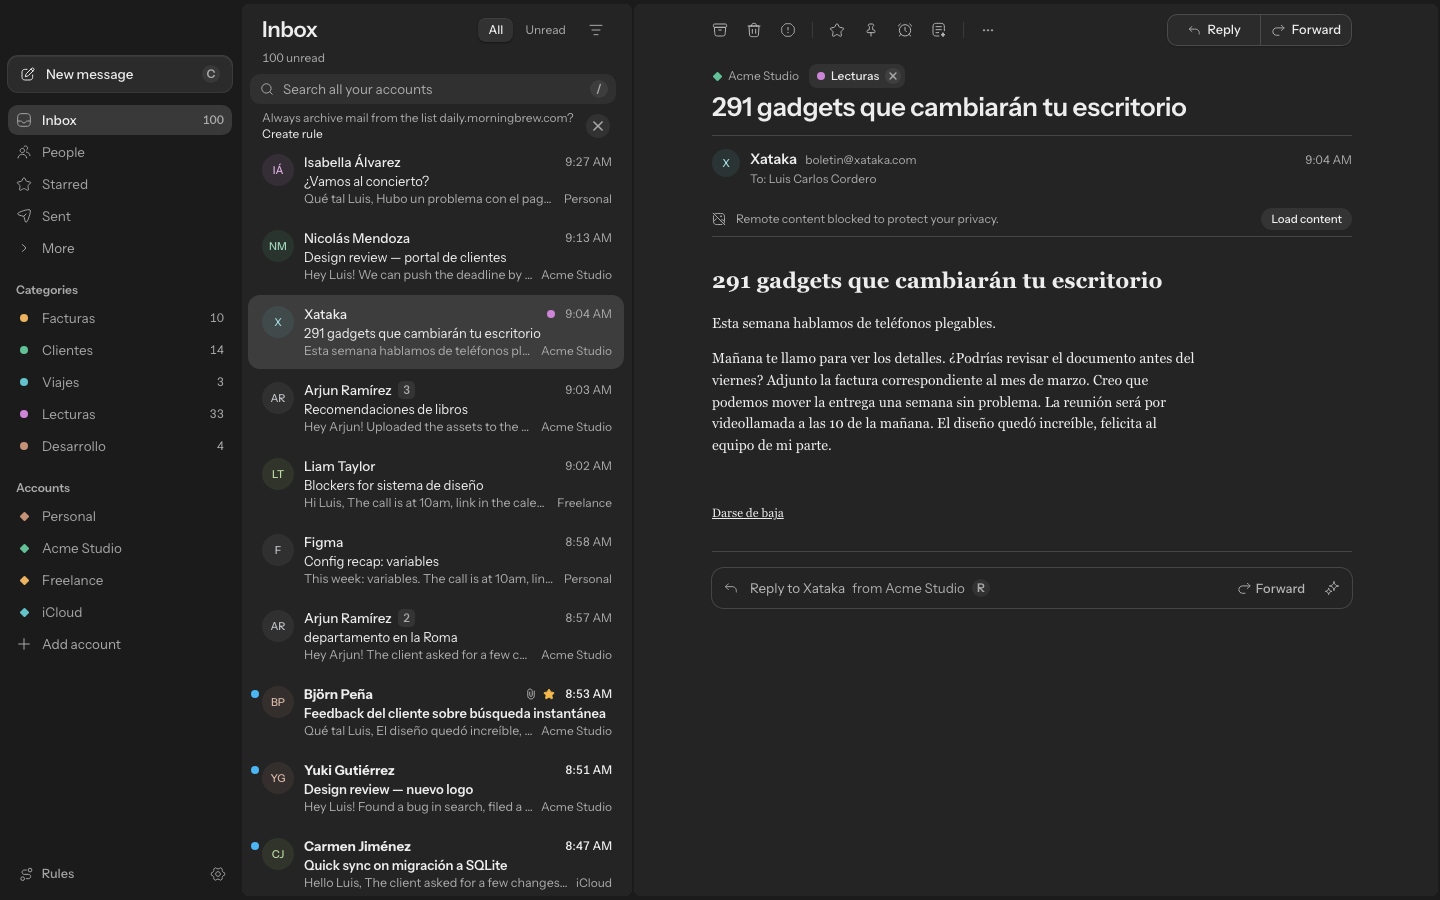 New message
C
Inbox
100
People
Starred
Sent
More
Categories
Facturas
10
Clientes
14
Viajes
3
Lecturas
33
Desarrollo
4
Accounts
Personal
Acme Studio
Freelance
iCloud
Add account
Rules
Inbox
All
Unread
100 unread
Search all your accounts
/
Always archive mail from the list daily.morningbrew.com?
Create rule
IÁ
Isabella Álvarez
9:27 AM
¿Vamos al concierto?
Qué tal Luis, Hubo un problema con el pag...
Personal
NM
Nicolás Mendoza
9:13 AM
Design review — portal de clientes
Hey Luis! We can push the deadline by ...
Acme Studio
X
Xataka
9:04 AM
291 gadgets que cambiarán tu escritorio
Esta semana hablamos de teléfonos pl...
Acme Studio
AR
Arjun Ramírez
3
9:03 AM
Recomendaciones de libros
Hey Arjun! Uploaded the assets to the ...
Acme Studio
LT
Liam Taylor
9:02 AM
Blockers for sistema de diseño
Hi Luis, The call is at 10am, link in the cale...
Freelance
F
Figma
8:58 AM
Config recap: variables
This week: variables. The call is at 10am, lin...
Personal
AR
Arjun Ramírez
2
8:57 AM
departamento en la Roma
Hey Arjun! The client asked for a few c...
Acme Studio
BP
Björn Peña
8:53 AM
Feedback del cliente sobre búsqueda instantánea
Qué tal Luis, El diseño quedó increíble, ...
Acme Studio
YG
Yuki Gutiérrez
8:51 AM
Design review — nuevo logo
Hey Luis! Found a bug in search, filed a ...
Acme Studio
CJ
Carmen Jiménez
8:47 AM
Quick sync on migración a SQLite
Hello Luis, The client asked for a few changes...
iCloud
Reply
Forward
Acme Studio
Lecturas
291 gadgets que cambiarán tu escritorio
X
Xataka
boletin@xataka.com
9:04 AM
To: Luis Carlos Cordero
Remote content blocked to protect your privacy.
Load content
291 gadgets que cambiarán tu escritorio
Esta semana hablamos de teléfonos plegables.
Mañana te llamo para ver los detalles. ¿Podrías revisar el documento antes del
viernes? Adjunto la factura correspondiente al mes de marzo. Creo que
podemos mover la entrega una semana sin problema. La reunión será por
videollamada a las 10 de la mañana. El diseño quedó increíble, felicita al
equipo de mi parte.
Darse de baja
Reply to Xataka from Acme Studio
R
Forward